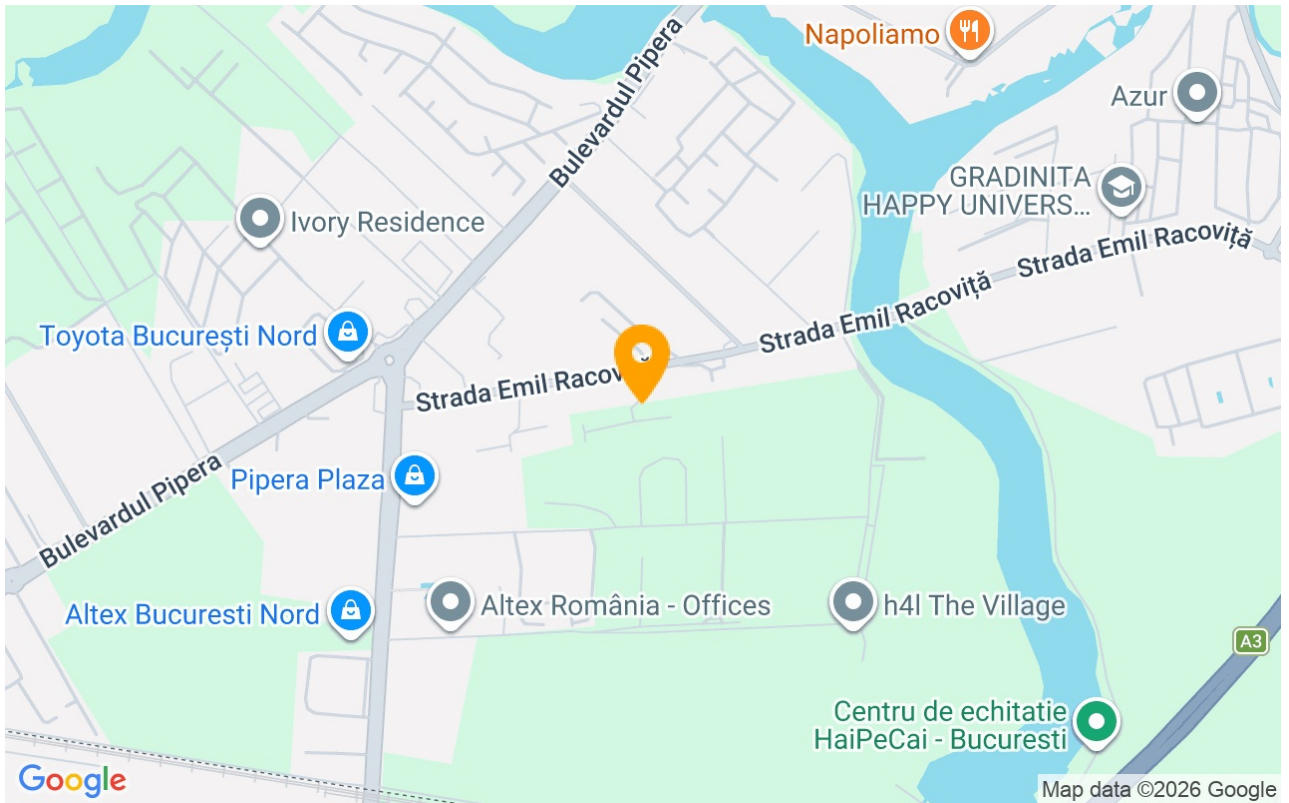 Napoliamo
Bulevardul Pipera
Azur
GRADINITA
HAPPY UNIVERS...
Ivory Residence
Strada Emil Racoviță
Strada Emil Racoviță
Toyota București Nord
Strada Emil Racov
Pipera Plaza
Bulevardul Pipera
Altex Bucuresti Nord
Altex România - Offices
h4l The Village
A3
Centru de echitatie
HaiPeCai - Bucuresti
Google
Map data ©2026 Google